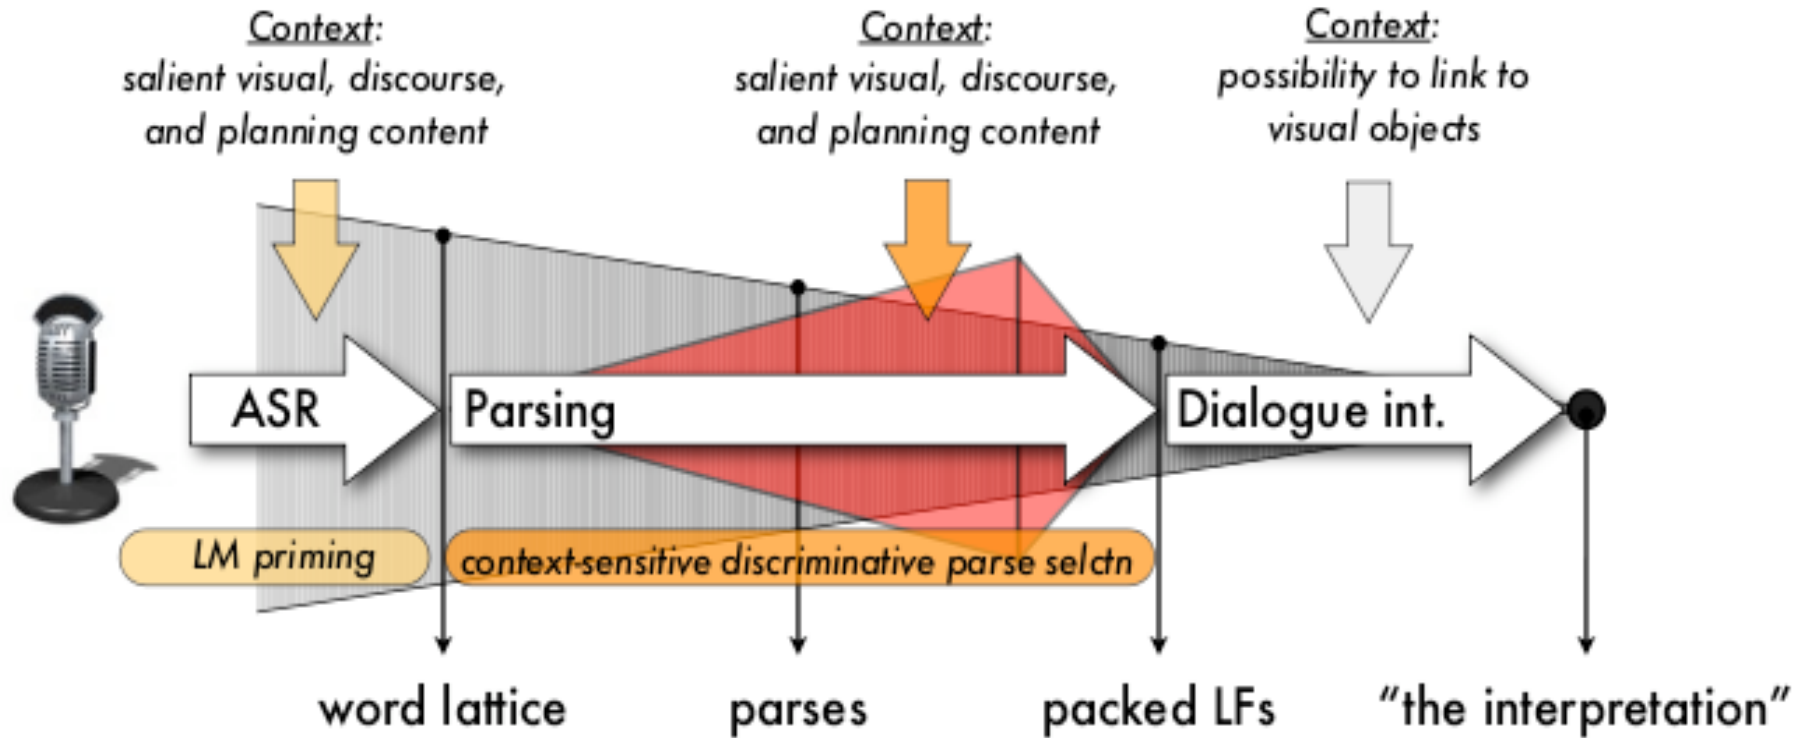 Context:
salient visual, discourse,
and planning content
Context:
salient visual, discourse,
and planning content
Context:
possibility to link to
visual objects
ASR
Parsing
Dialogue int.
LM priming
context-sensitive discriminative parse selctn
word lattice
parses
packed LFs
“the interpretation”